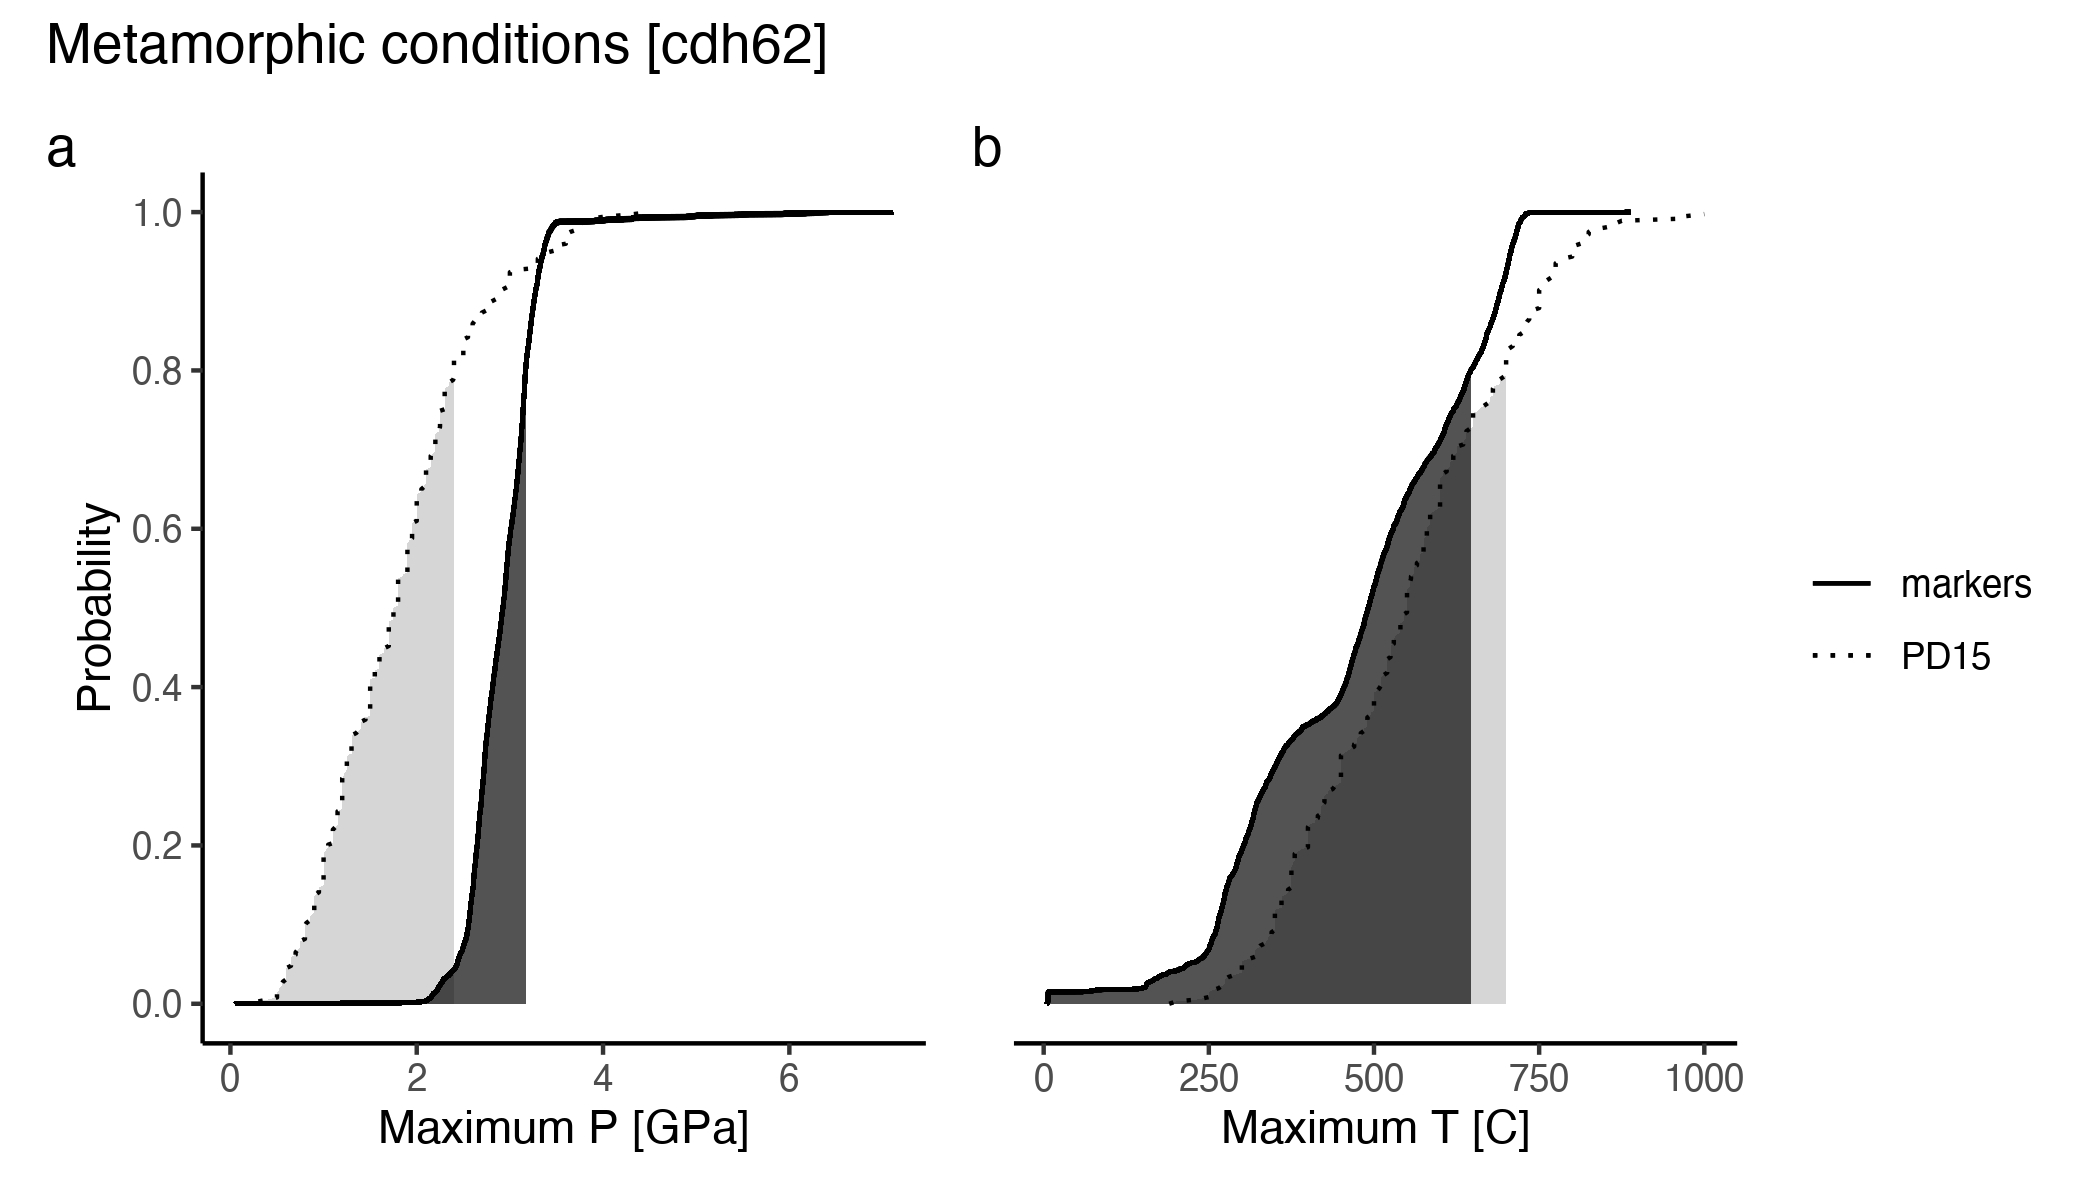 Metamorphic conditions [cdh62]
a
b
Probability
1.0
0.8
0.6
0.4
0.2
0.0
0 2 4 6
Maximum P [GPa]
0 250 500 750 1000
Maximum T [C]
markers
PD15